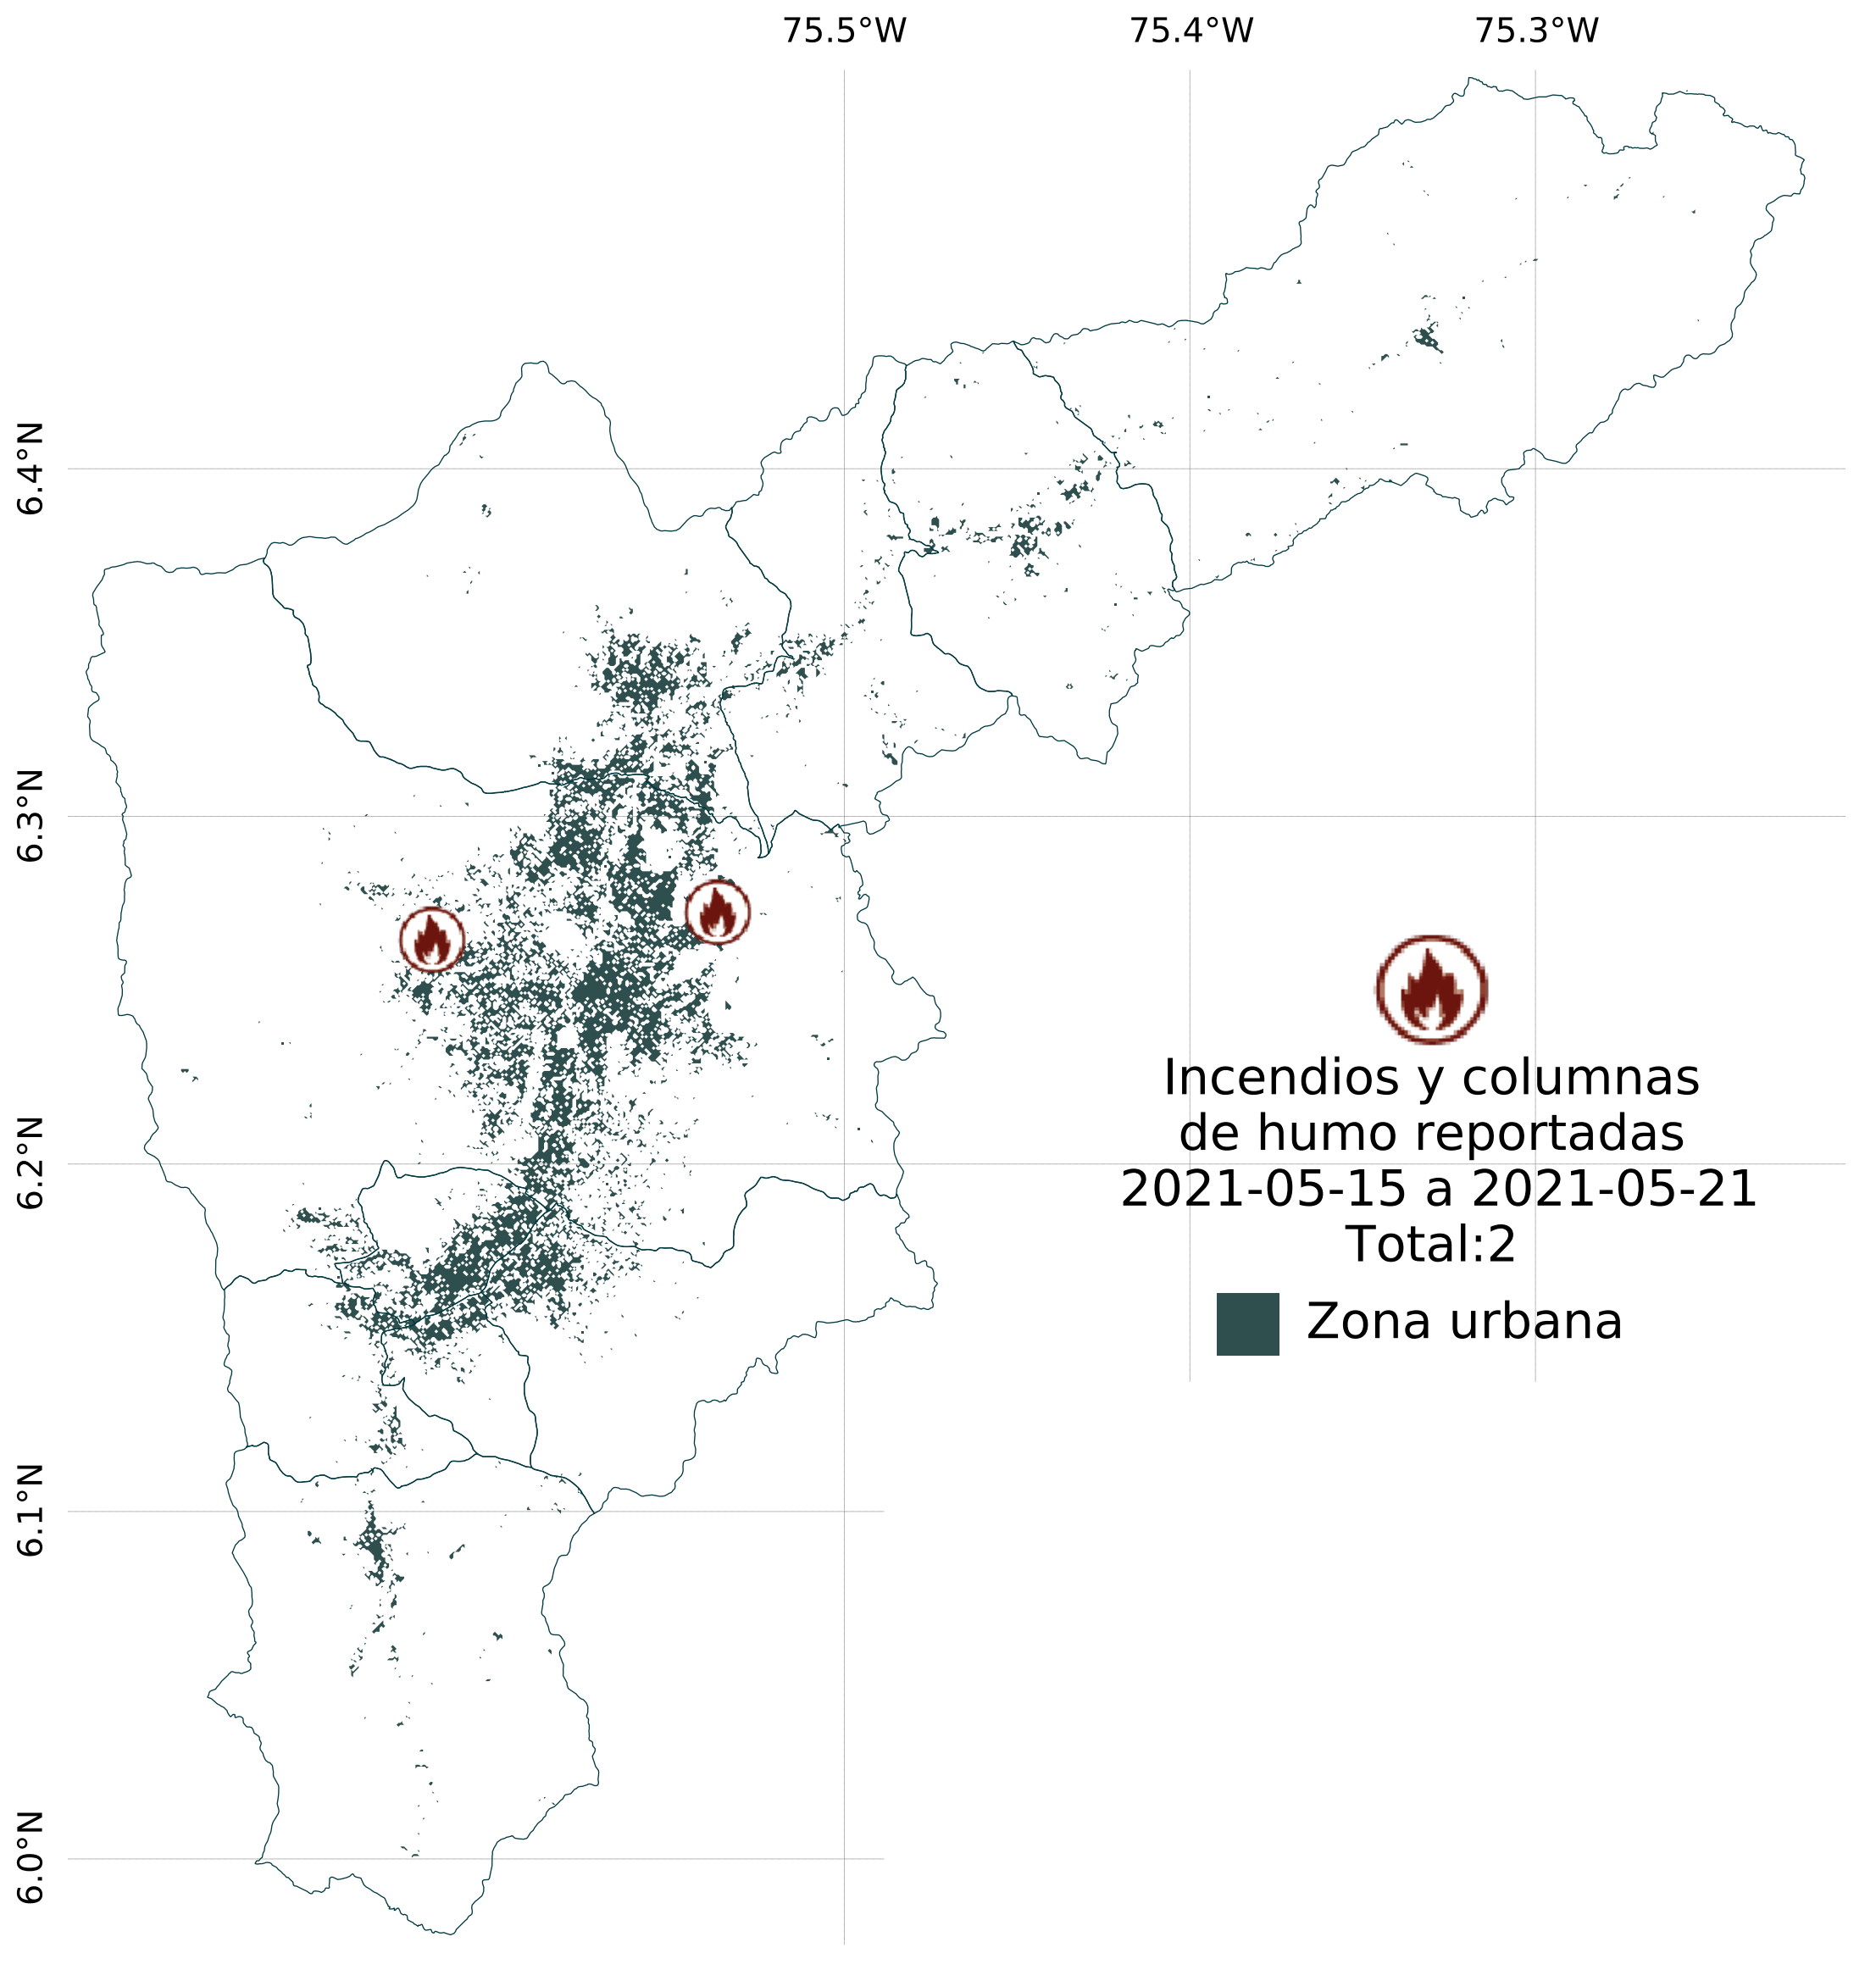 75.5°W
75.4°W
75.3°W
6.4°N
6.3°N
6.2°N
6.1°N
6.0°N
Incendios y columnas
de humo reportadas
2021-05-15 a 2021-05-21
Total:2
Zona urbana